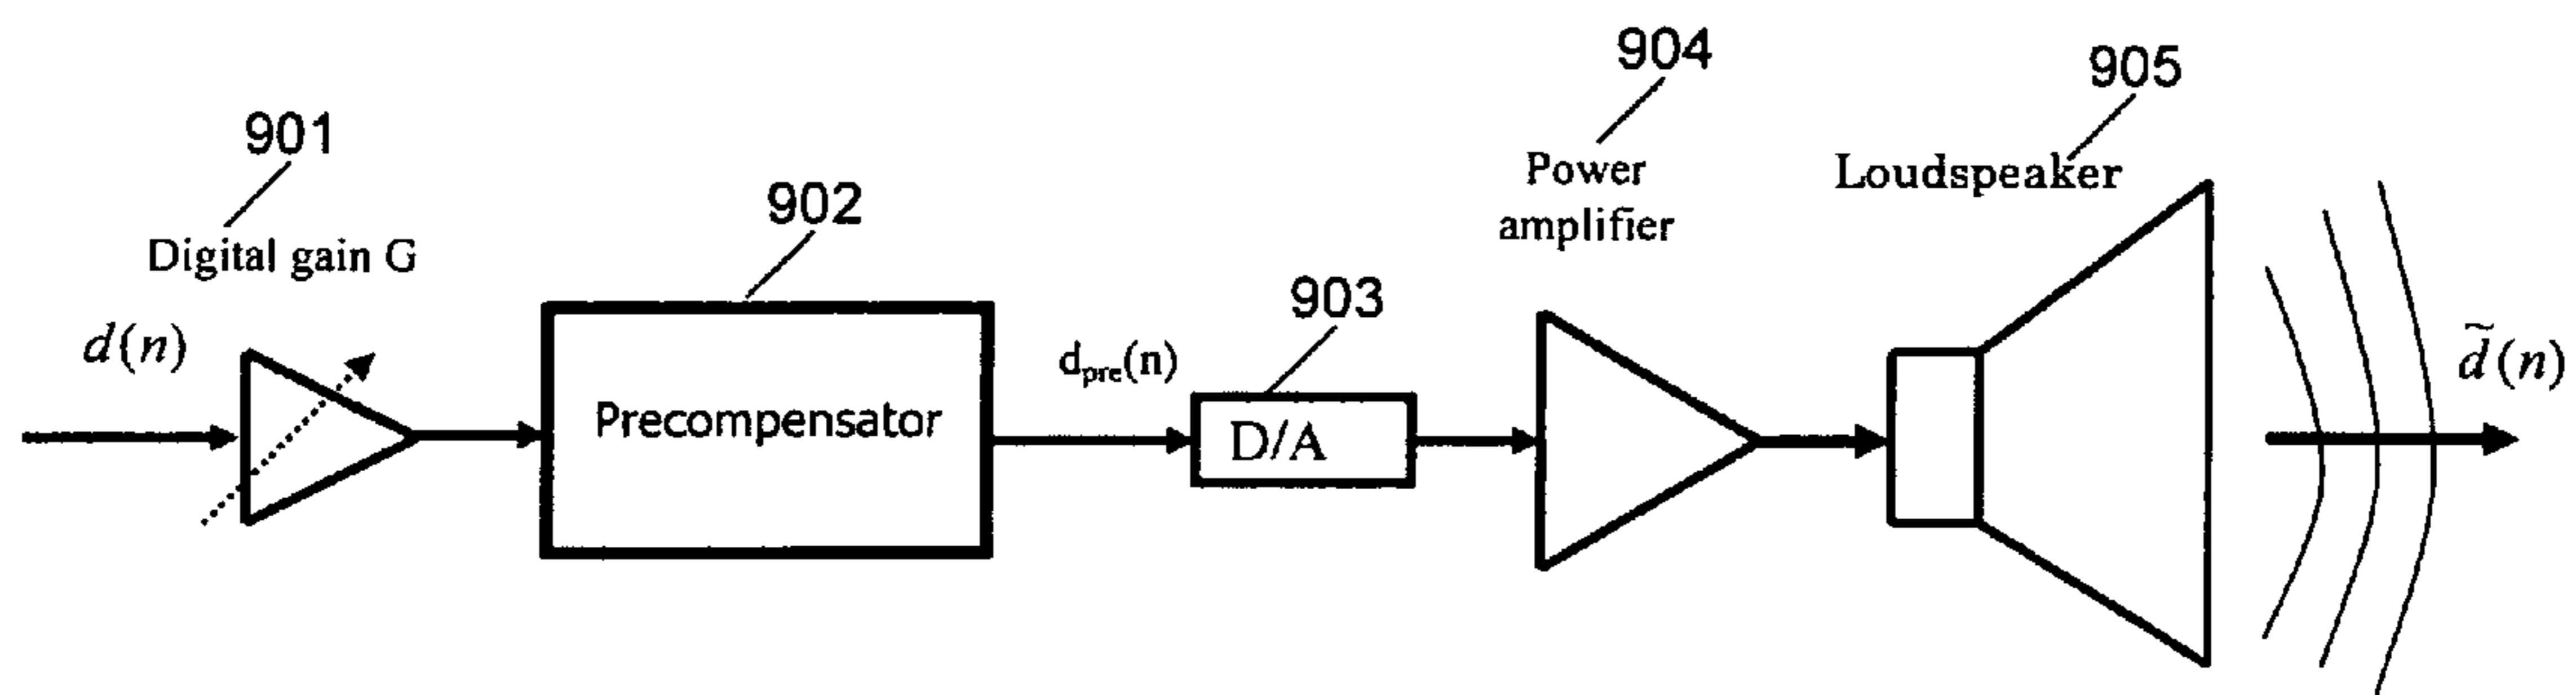 901
Digital gain G
d(n)
902
Precompensator
d_pre(n)
903
D/A
904
Power
amplifier
905
Loudspeaker
d̃(n)